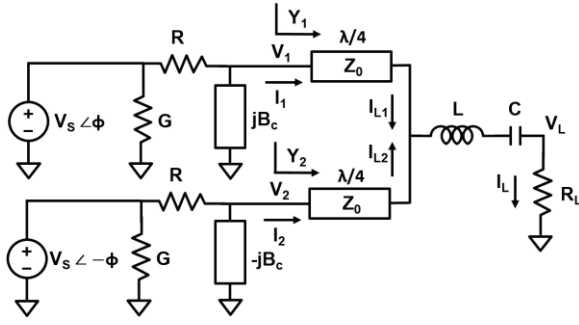 Y₁
λ/4
R
V₁
Z₀
I₁
+
−
V_S ∠ϕ
G
jB_c
I_L1
L
C
V_L
I_L2
Y₂
λ/4
R
V₂
Z₀
I_L
R_L
I₂
+
−
V_S ∠−ϕ
G
-jB_c